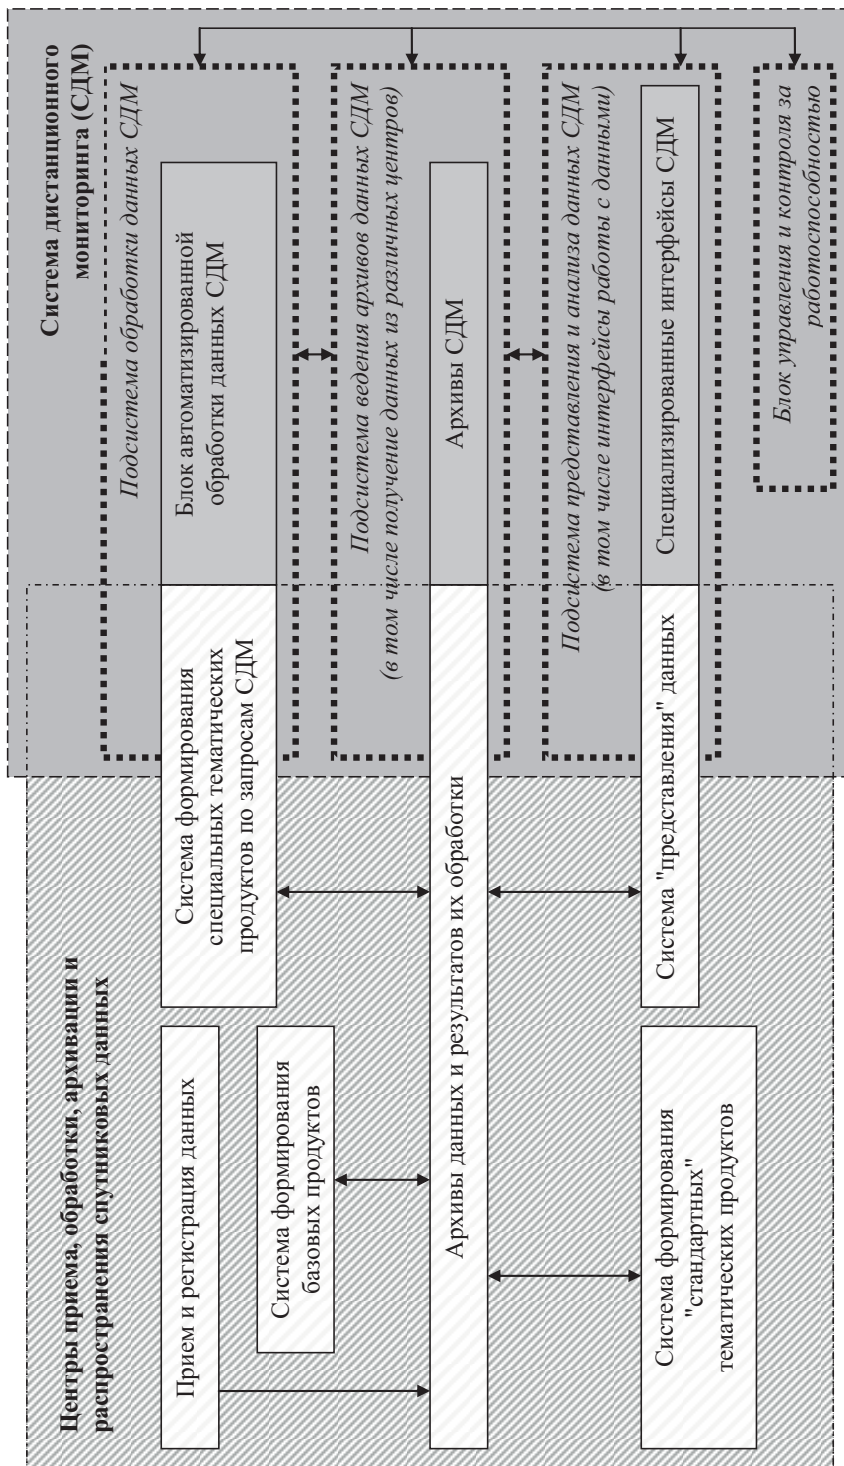 Центры приема, обработки, архивации и
распространения спутниковых данных
Прием и регистрация данных
Система формирования
базовых продуктов
Система формирования
специальных тематических
продуктов по запросам СДМ
Архивы данных и результатов их обработки
Система формирования
"стандартных"
тематических продуктов
Система "представления" данных
Система дистанционного
мониторинга (СДМ)
Подсистема обработки данных СДМ
Блок автоматизированной
обработки данных СДМ
Подсистема ведения архивов данных СДМ
(в том числе получение данных из различных центров)
Архивы СДМ
Подсистема представления и анализа данных СДМ
(в том числе интерфейсы работы с данными)
Специализированные интерфейсы СДМ
Блок управления и контроля за
работоспособностью